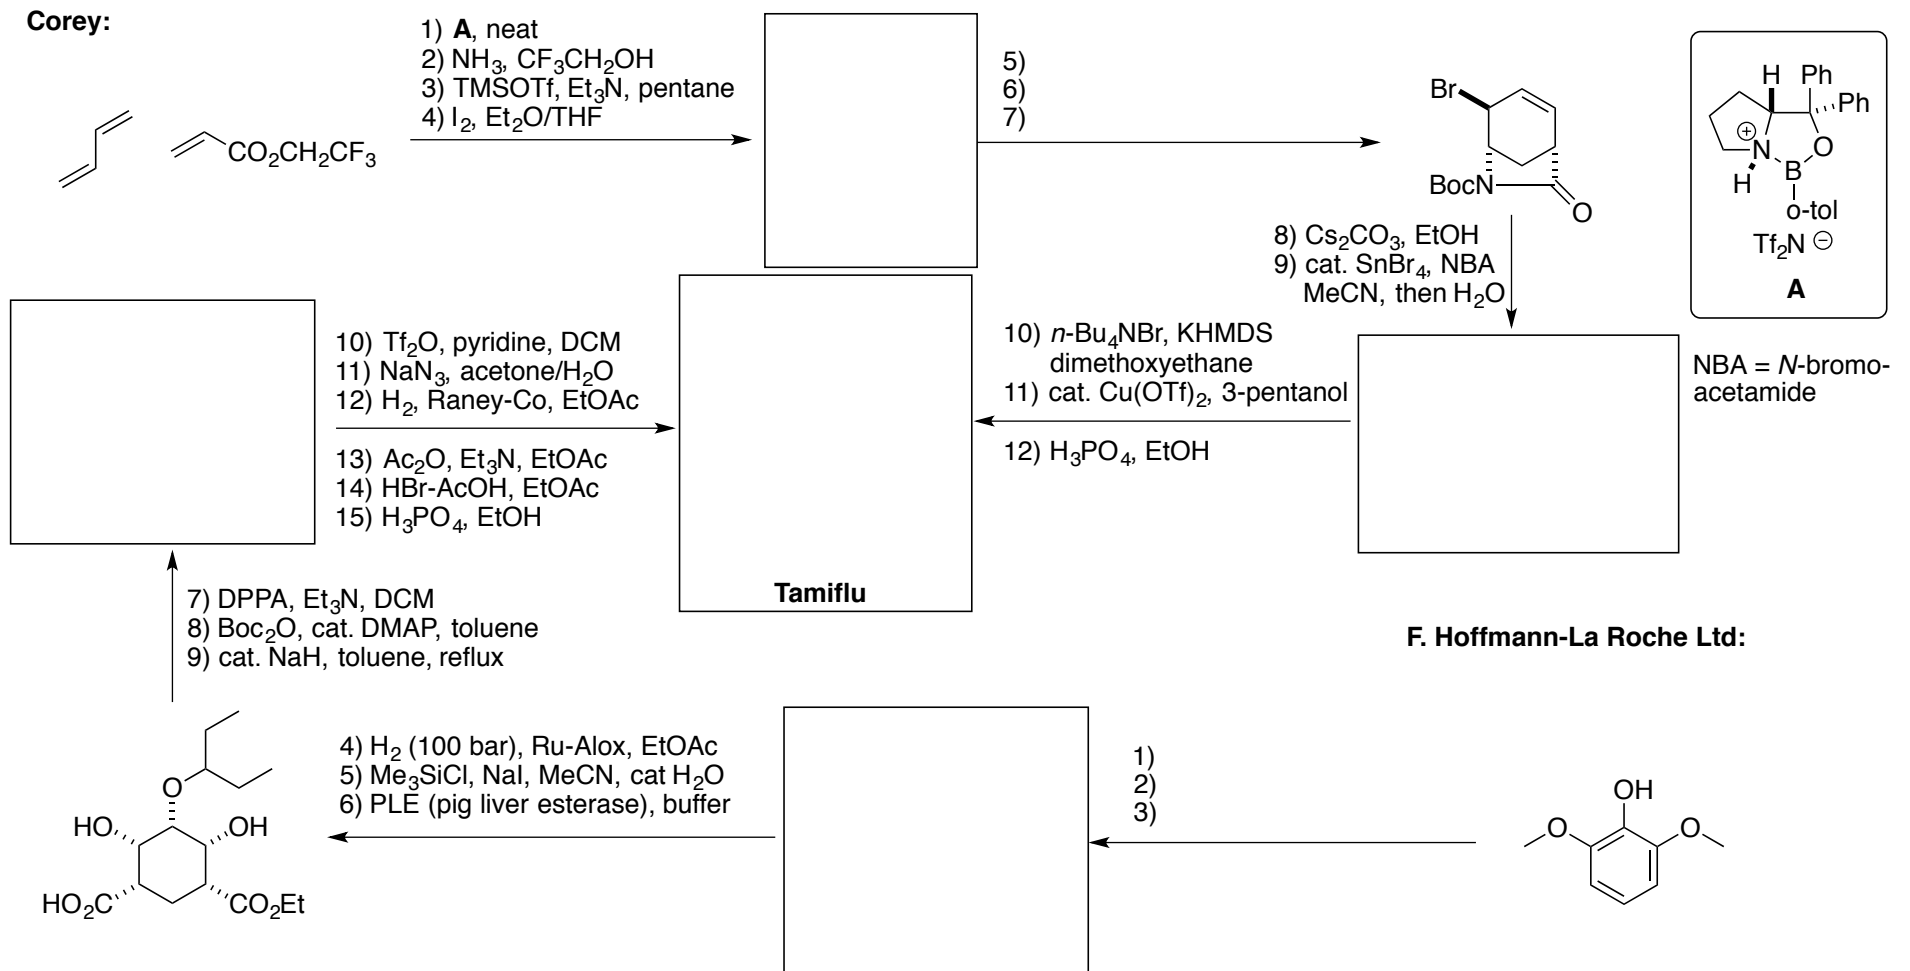 Corey:
1) A, neat
2) NH3, CF3CH2OH
3) TMSOTf, Et3N, pentane
4) I2, Et2O/THF
CO2CH2CF3
5)
6)
7)
Br
BocN
O
H Ph
Ph
+
N
O
H
B
o-tol
Tf2N −
A
8) Cs2CO3, EtOH
9) cat. SnBr4, NBA
MeCN, then H2O
NBA = N-bromo-
acetamide
10) n-Bu4NBr, KHMDS
dimethoxyethane
11) cat. Cu(OTf)2, 3-pentanol
12) H3PO4, EtOH
10) Tf2O, pyridine, DCM
11) NaN3, acetone/H2O
12) H2, Raney-Co, EtOAc
13) Ac2O, Et3N, EtOAc
14) HBr-AcOH, EtOAc
15) H3PO4, EtOH
Tamiflu
7) DPPA, Et3N, DCM
8) Boc2O, cat. DMAP, toluene
9) cat. NaH, toluene, reflux
F. Hoffmann-La Roche Ltd:
O
HO OH
HO2C CO2Et
4) H2 (100 bar), Ru-Alox, EtOAc
5) Me3SiCl, NaI, MeCN, cat H2O
6) PLE (pig liver esterase), buffer
1)
2)
3)
OH
O O